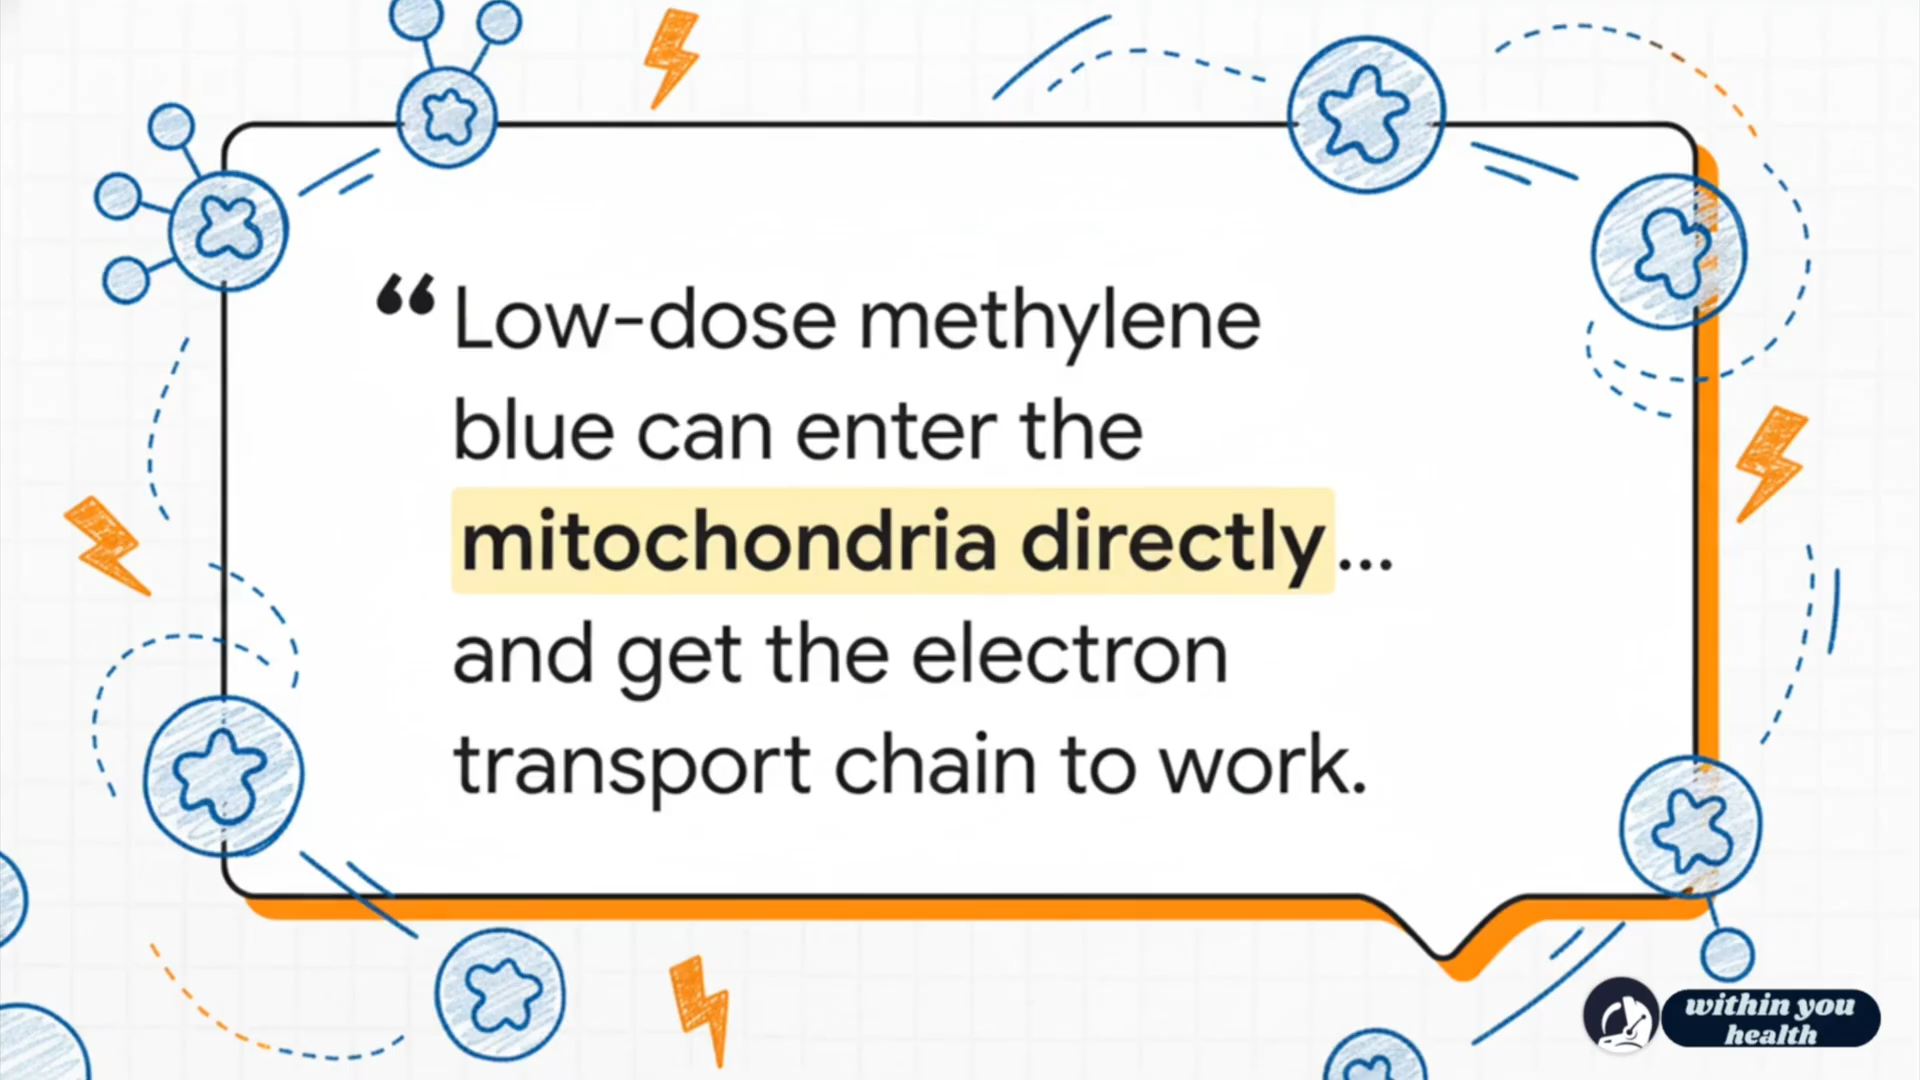 “Low-dose methylene
blue can enter the
mitochondria directly...
and get the electron
transport chain to work.
within you
health